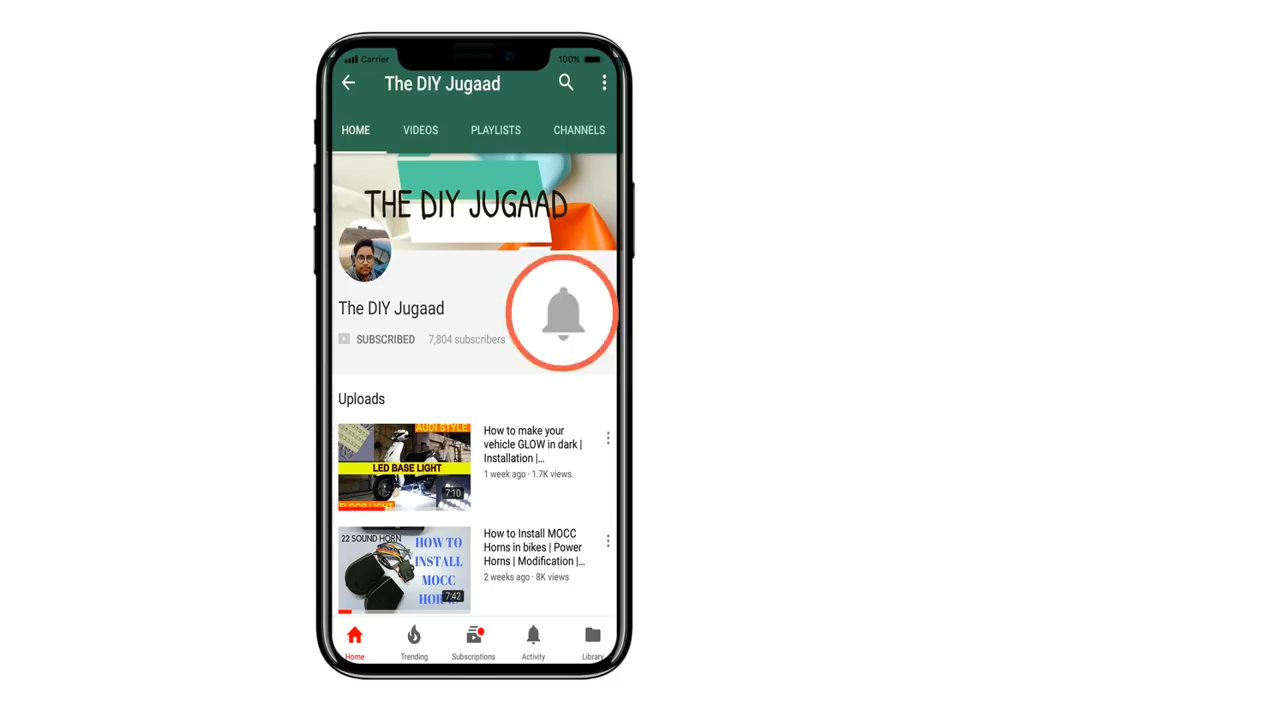 Carrier 100%
The DIY Jugaad
HOME VIDEOS PLAYLISTS CHANNELS
THE DIY JUGAAD
The DIY Jugaad
SUBSCRIBED 7,804 subscribers
Uploads
AUDI STYLE
LED BASE LIGHT
7:10
FLOOR LIGHT
How to make your
vehicle GLOW in dark |
Installation |...
1 week ago · 1.7K views
22 SOUND HORN
HOW TO
INSTALL
MOCC
7:42
How to Install MOCC
Horns in bikes | Power
Horns | Modification |...
2 weeks ago · 8K views
Home Trending Subscriptions Activity Library